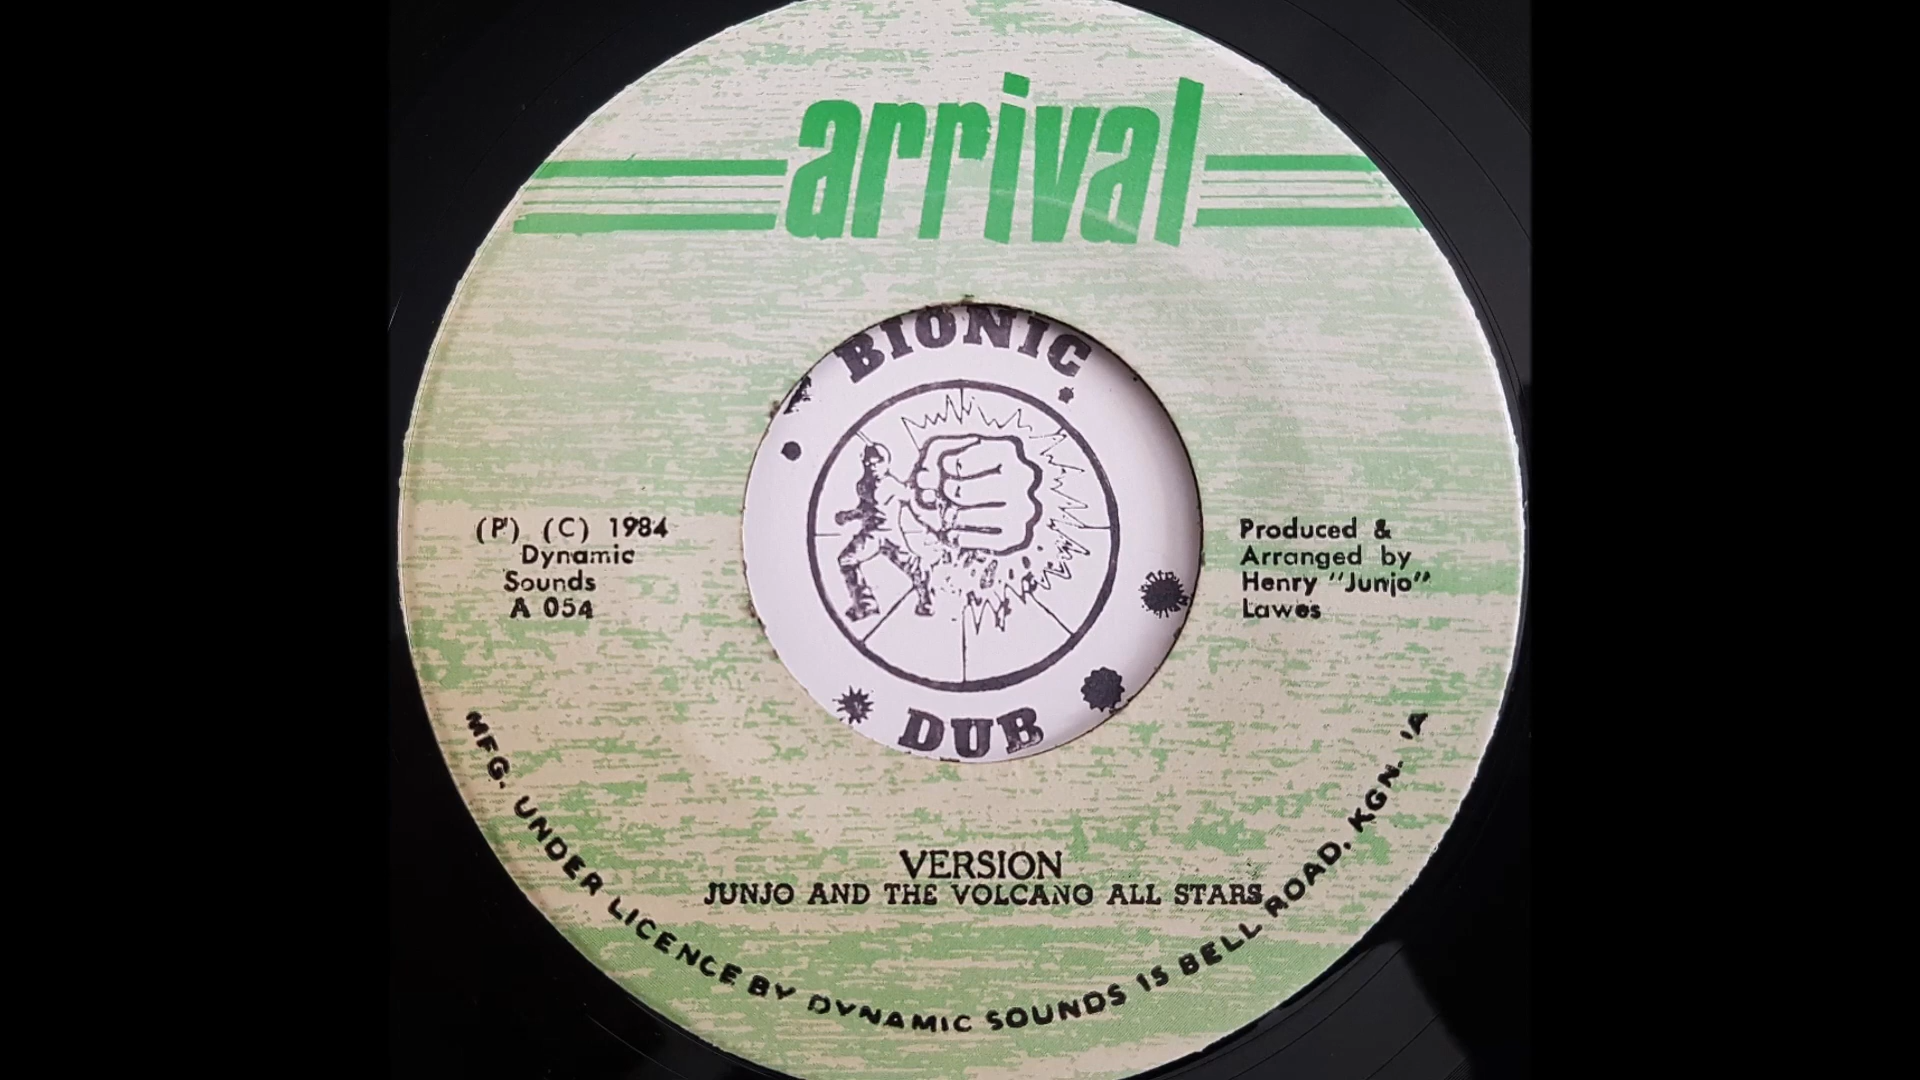 arrival
BIONIC
DUB
(P) (C) 1984
Dynamic
Sounds
A 054
Produced &
Arranged by
Henry "Junjo"
Lawes
VERSION
JUNJO AND THE VOLCANO ALL STARS
MFG. UNDER LICENCE BY DYNAMIC SOUNDS 15 BELL ROAD, KGN. 'A